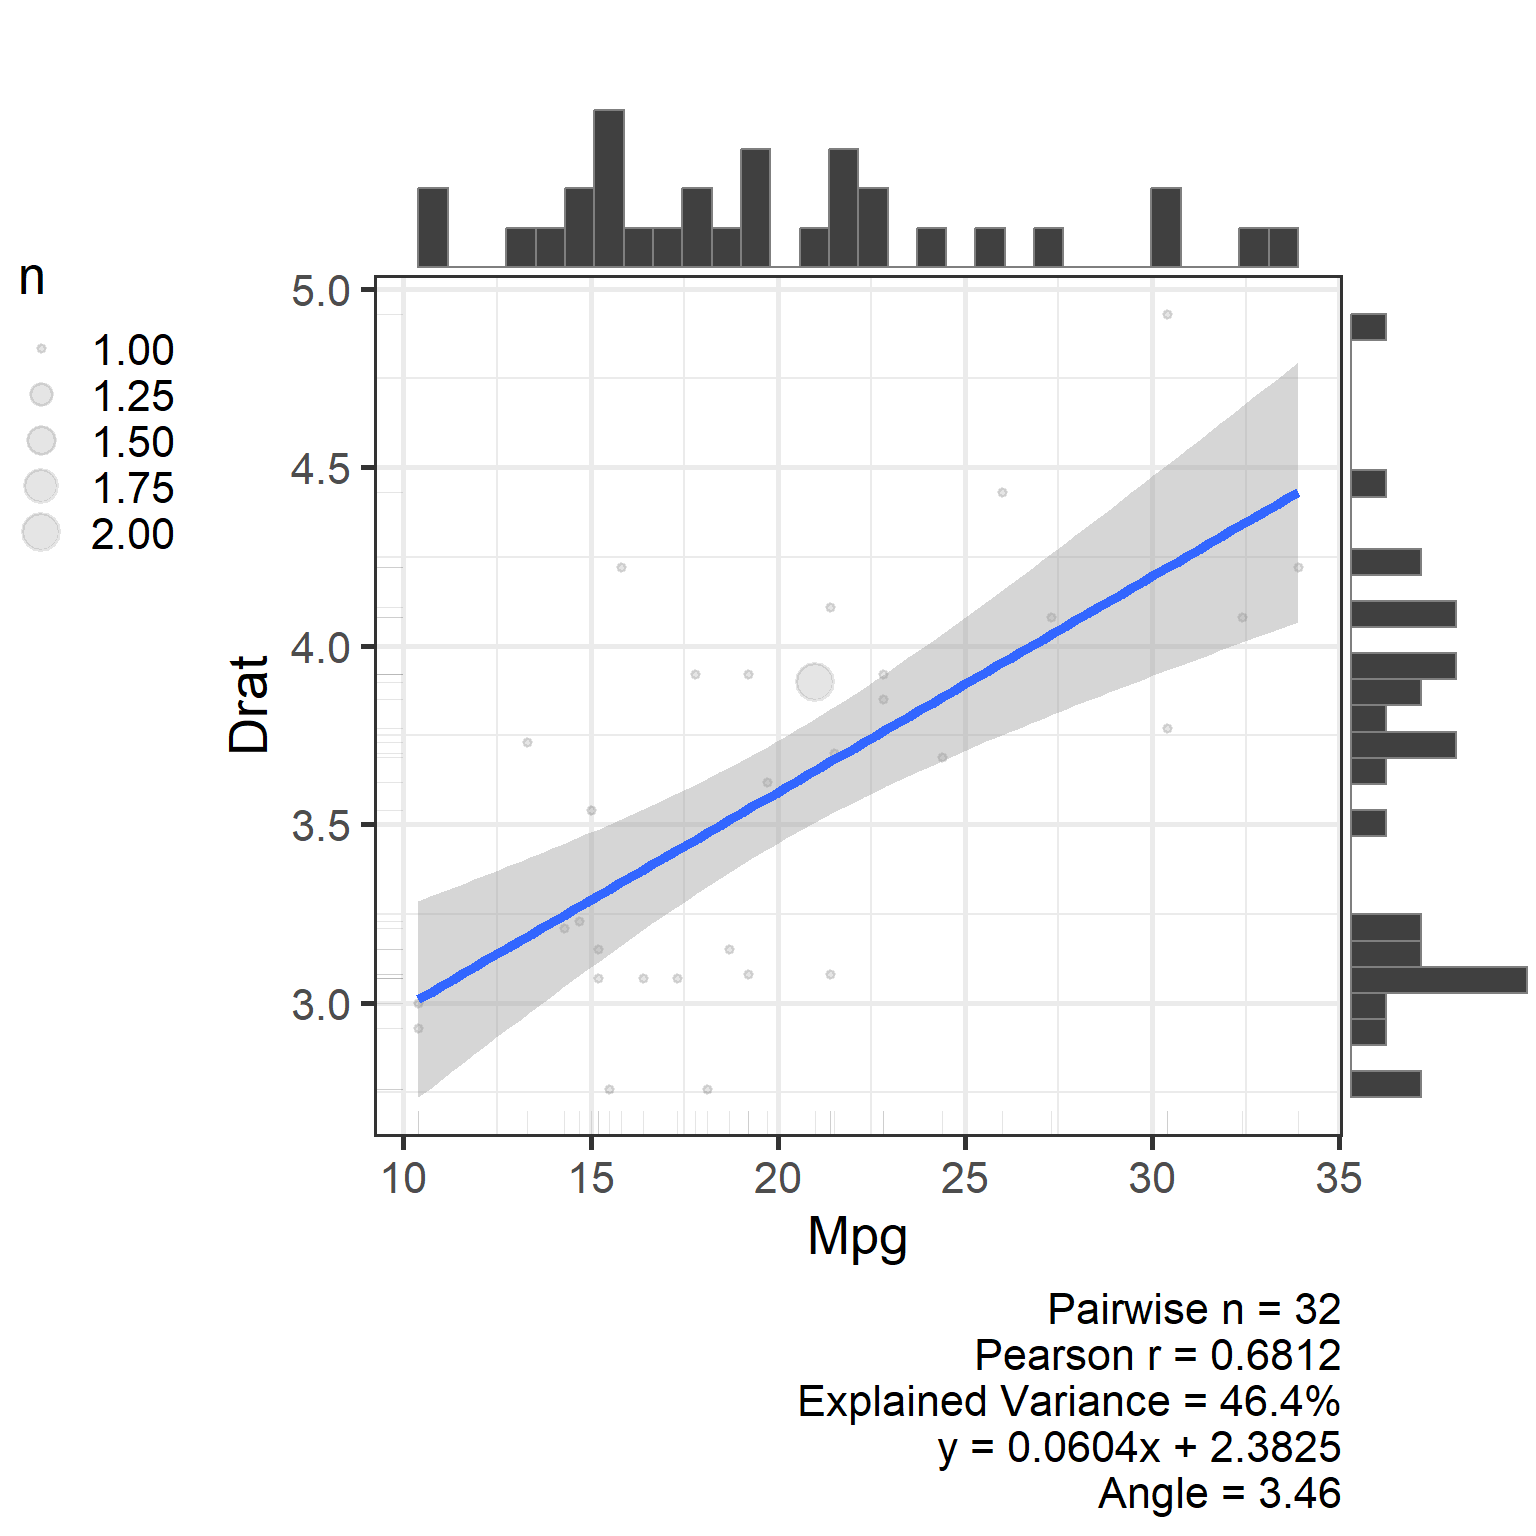 n
1.00
1.25
1.50
1.75
2.00
5.0
4.5
4.0
3.5
3.0
Drat
10 15 20 25 30 35
Mpg
Pairwise n = 32
Pearson r = 0.6812
Explained Variance = 46.4%
y = 0.0604x + 2.3825
Angle = 3.46